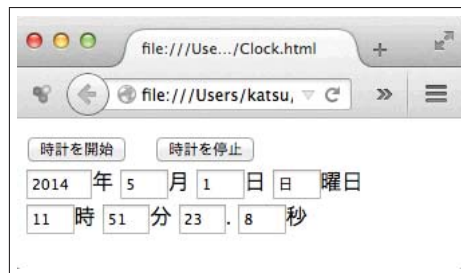 file:///Use.../Clock.html
file:///Users/katsu,
時計を開始 時計を停止
2014 年 5 月 1 日 日 曜日
11 時 51 分 23 . 8 秒